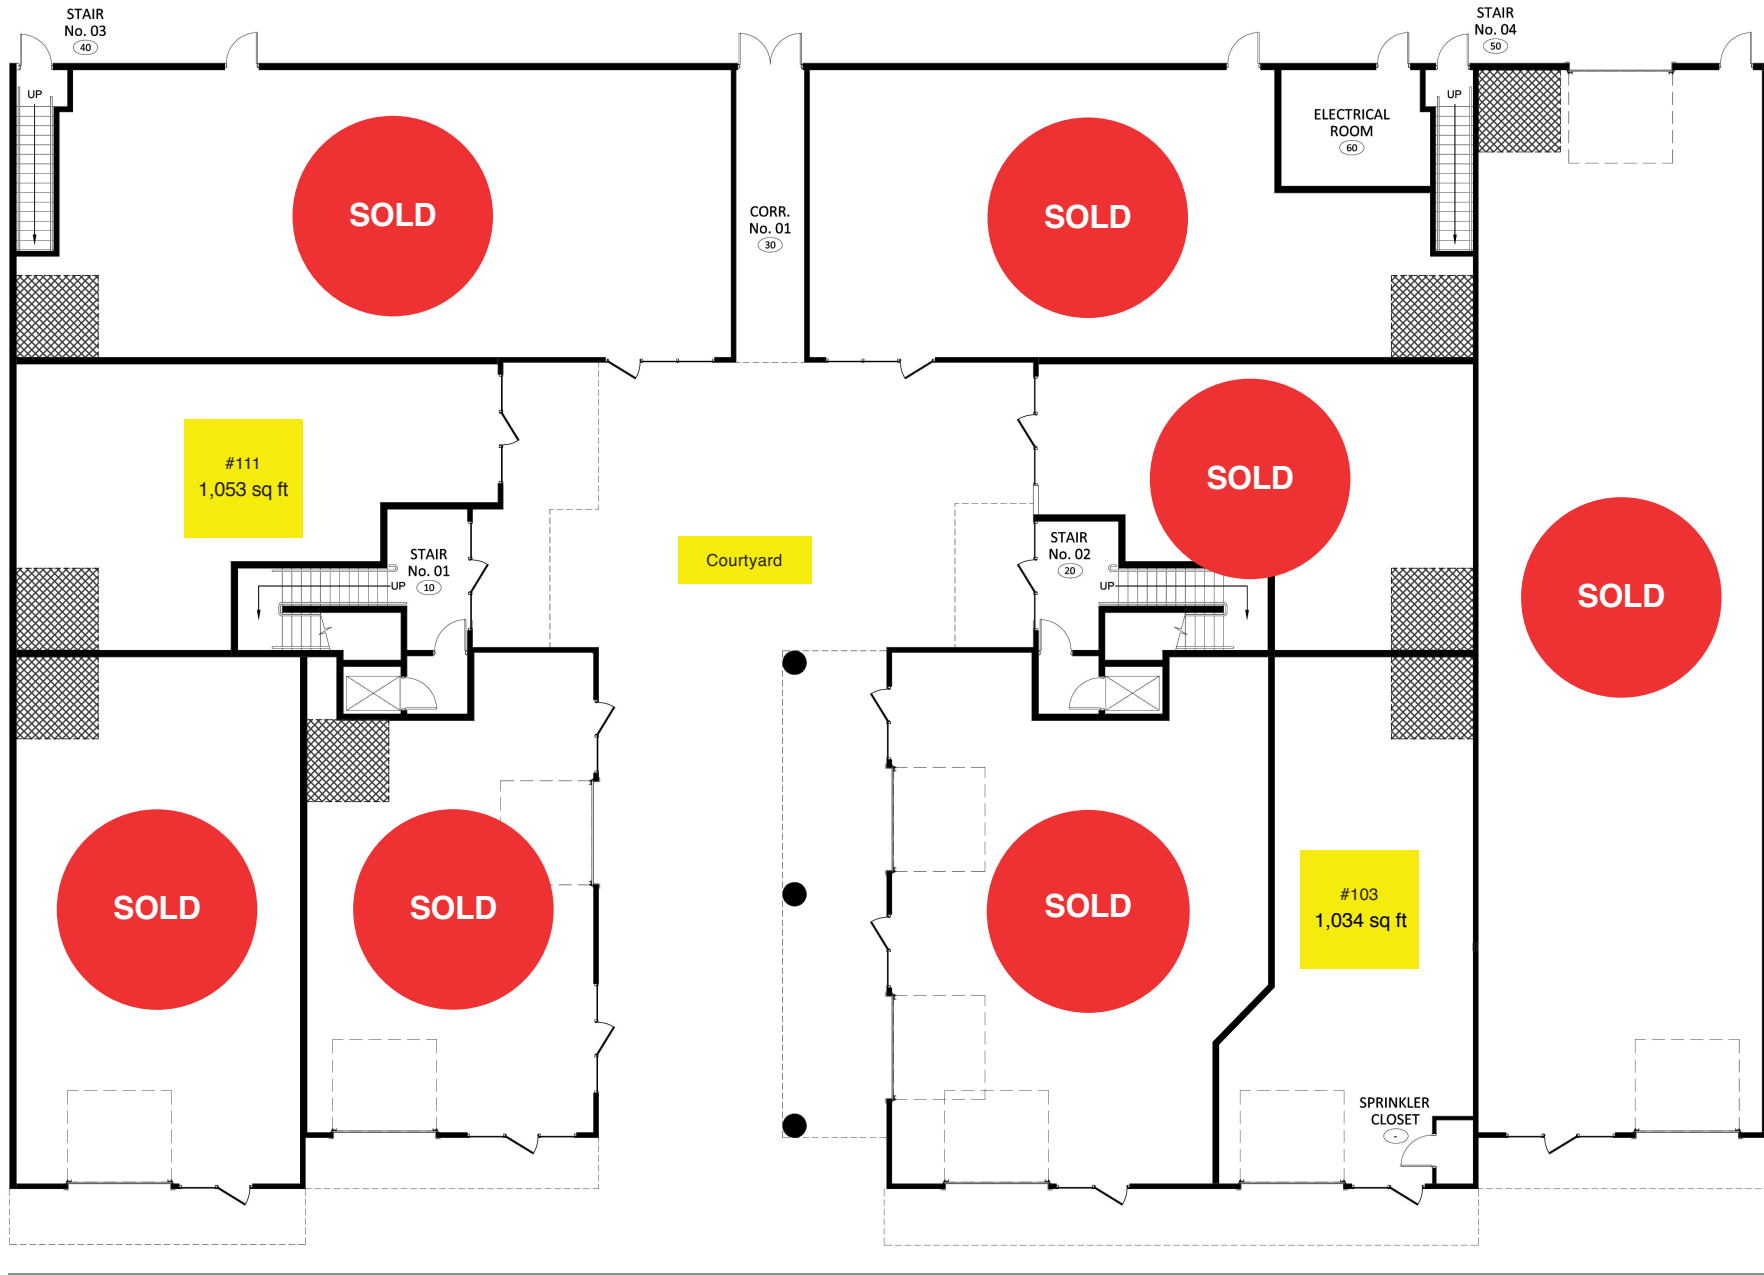 STAIR
No. 03
40
STAIR
No. 04
50
UP
UP
ELECTRICAL
ROOM
60
SOLD
SOLD
CORR.
No. 01
30
#111
1,053 sq ft
SOLD
STAIR
No. 01
10
UP
Courtyard
STAIR
No. 02
20
UP
SOLD
SOLD
SOLD
SOLD
#103
1,034 sq ft
SPRINKLER
CLOSET
-